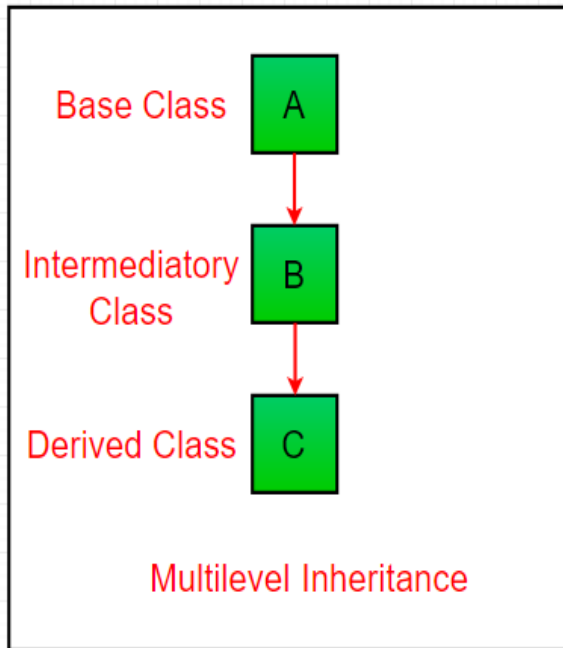 Base Class
A
Intermediatory
Class
B
Derived Class
C
Multilevel Inheritance